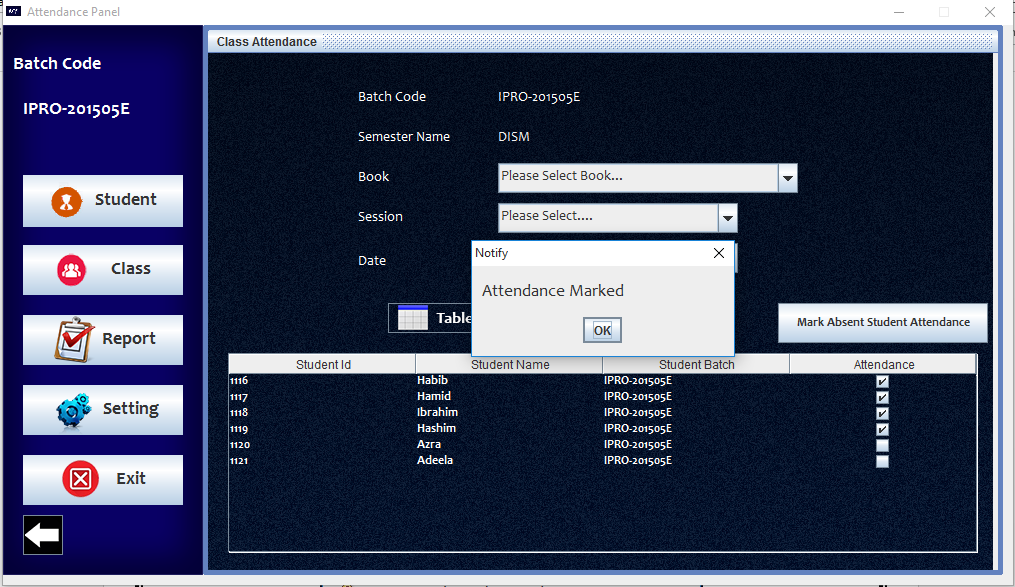 Attendance Panel
Batch Code
IPRO-201505E
Student
Class
Report
Setting
Exit
Class Attendance
Batch Code IPRO-201505E
Semester Name DISM
Book Please Select Book...
Session Please Select....
Date
Notify
Attendance Marked
OK
Table
Mark Absent Student Attendance
Student Id Student Name Student Batch Attendance
1116 Habib IPRO-201505E
1117 Hamid IPRO-201505E
1118 Ibrahim IPRO-201505E
1119 Hashim IPRO-201505E
1120 Azra IPRO-201505E
1121 Adeela IPRO-201505E